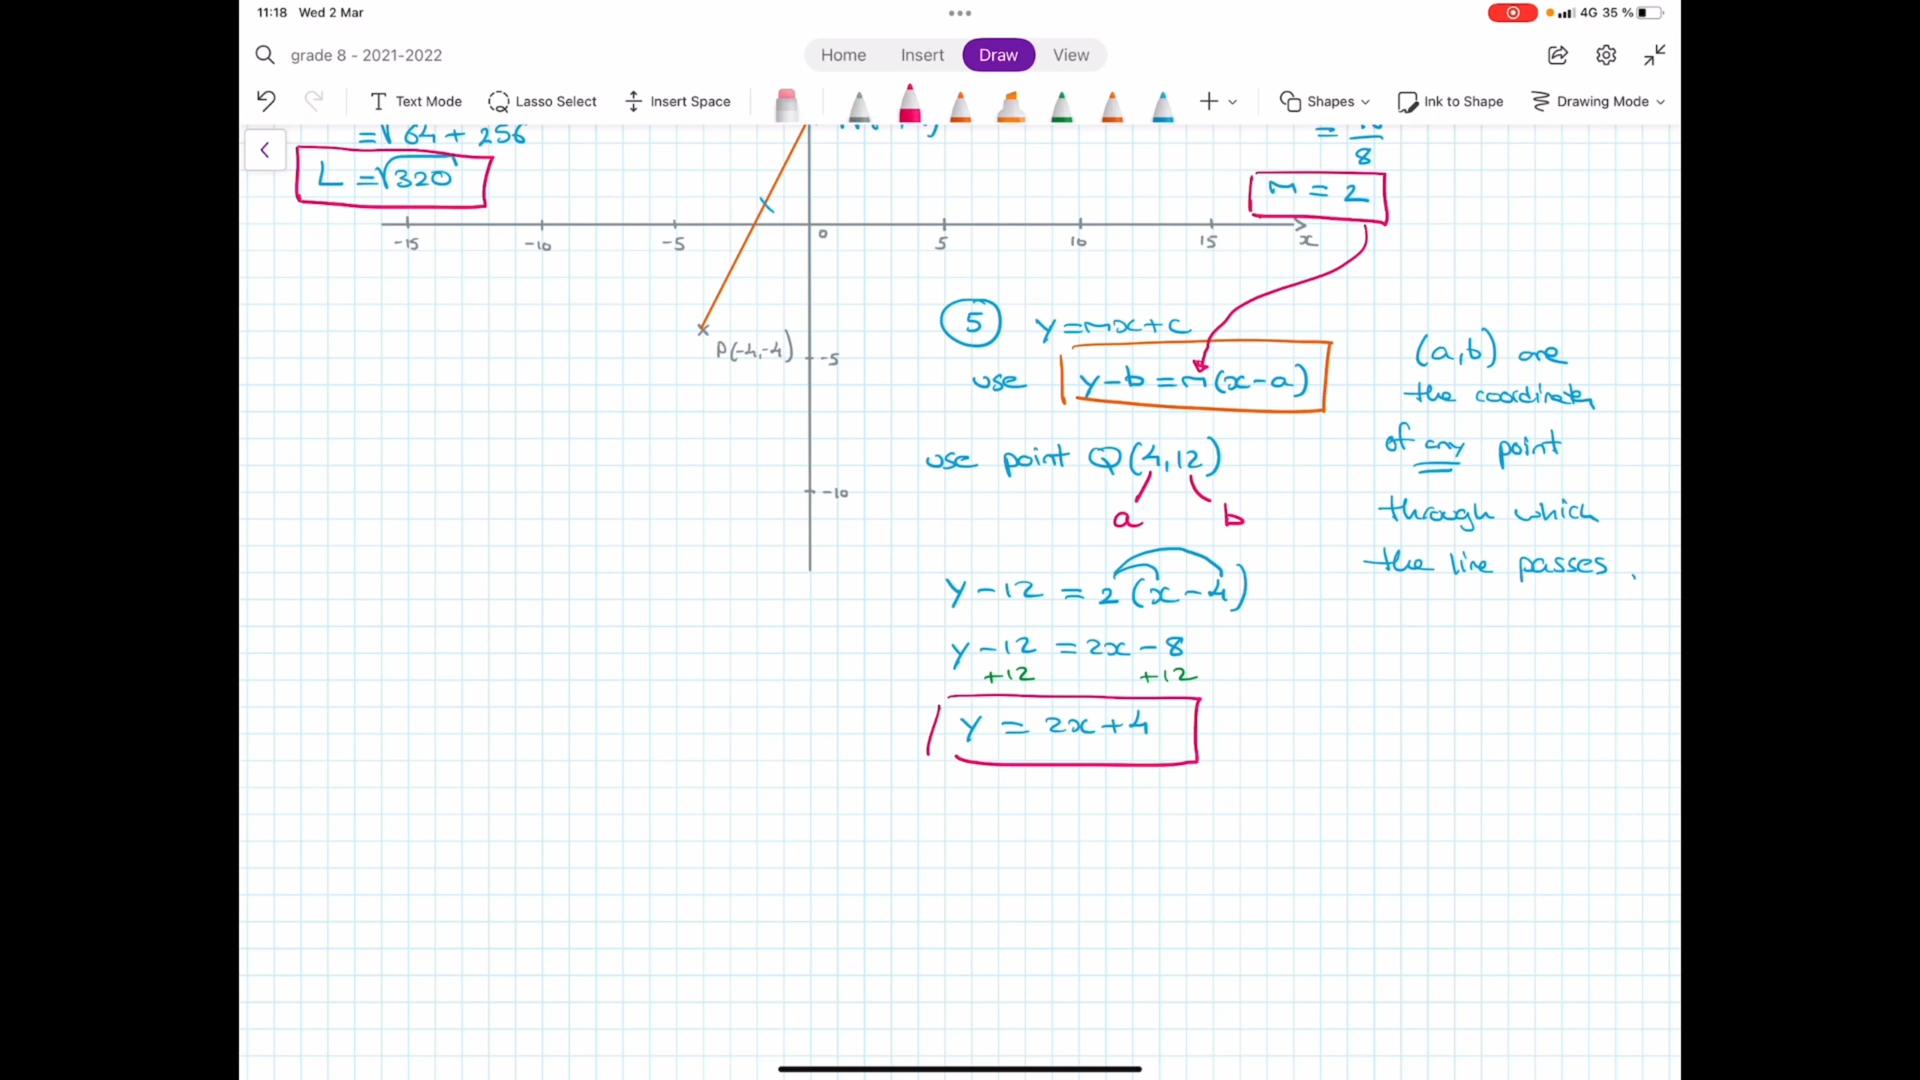 11:18 Wed 2 Mar
4G 35 %
grade 8 - 2021-2022
Home Insert Draw View
Text Mode Lasso Select Insert Space Shapes Ink to Shape Drawing Mode
=√64 + 256
L =√320
=
8
m = 2
-15 -10 -5 0 5 10 15 x
P(-4,-4)
-5
-10
5 y=mx+c
use y-b=m(x-a)
use point Q(4,12)
a b
y-12 = 2(x-4)
y-12 = 2x-8
+12 +12
y = 2x+4
(a,b) are
the coordinates
of any point
through which
the line passes.